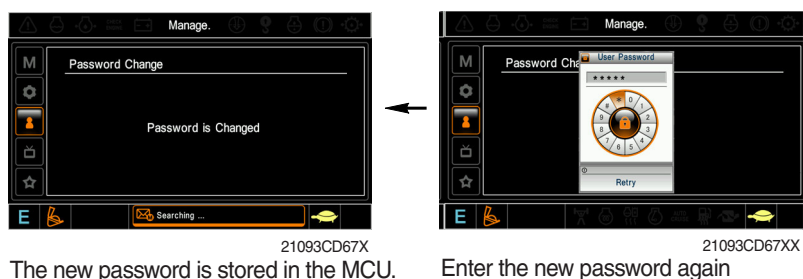 Manage.
M
Password Change
Password is Changed
E
Searching ...
21093CD67X
The new password is stored in the MCU.
Manage.
M
Password Cha
User Password
*****
* 0 1 2 3 4 5 6 7 8 9 #
Retry
E
21093CD67XX
Enter the new password again